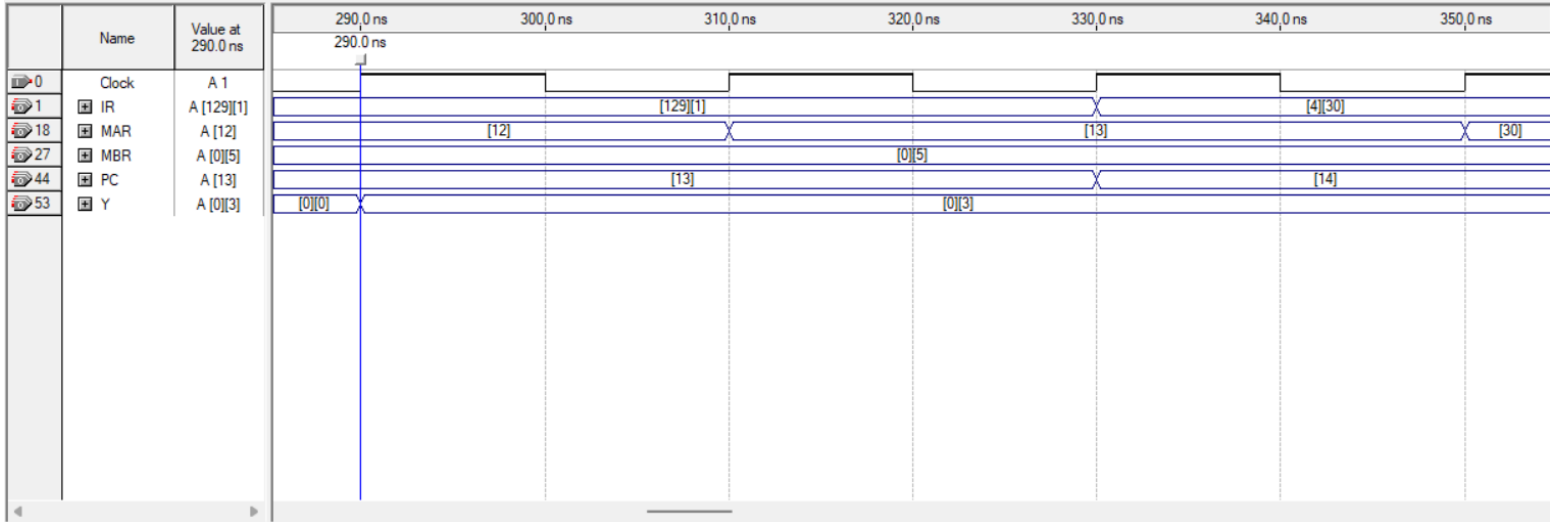 290.0 ns 300.0 ns 310.0 ns 320.0 ns 330.0 ns 340.0 ns 350.0 ns
Name Value at 290.0 ns
290.0 ns
0 Clock A 1
1 IR A [129][1] [129][1] [4][30]
18 MAR A [12] [12] [13] [30]
27 MBR A [0][5] [0][5]
44 PC A [13] [13] [14]
53 Y A [0][3] [0][0] [0][3]